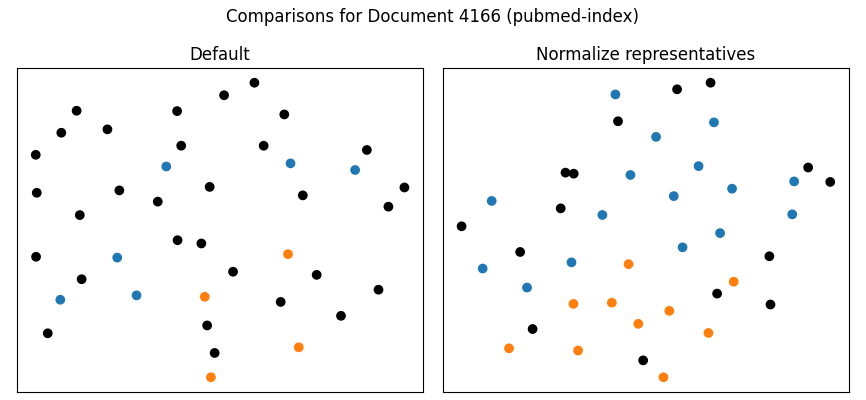 Comparisons for Document 4166 (pubmed-index)
Default
Normalize representatives